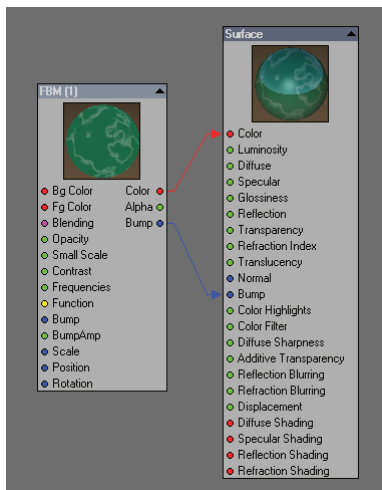 Surface
FBM (1)
Color
Luminosity
Diffuse
Specular
Glossiness
Reflection
Transparency
Refraction Index
Translucency
Normal
Bump
Color Highlights
Color Filter
Diffuse Sharpness
Additive Transparency
Reflection Blurring
Refraction Blurring
Displacement
Diffuse Shading
Specular Shading
Reflection Shading
Refraction Shading
Bg Color Color
Fg Color Alpha
Blending Bump
Opacity
Small Scale
Contrast
Frequencies
Function
Bump
BumpAmp
Scale
Position
Rotation